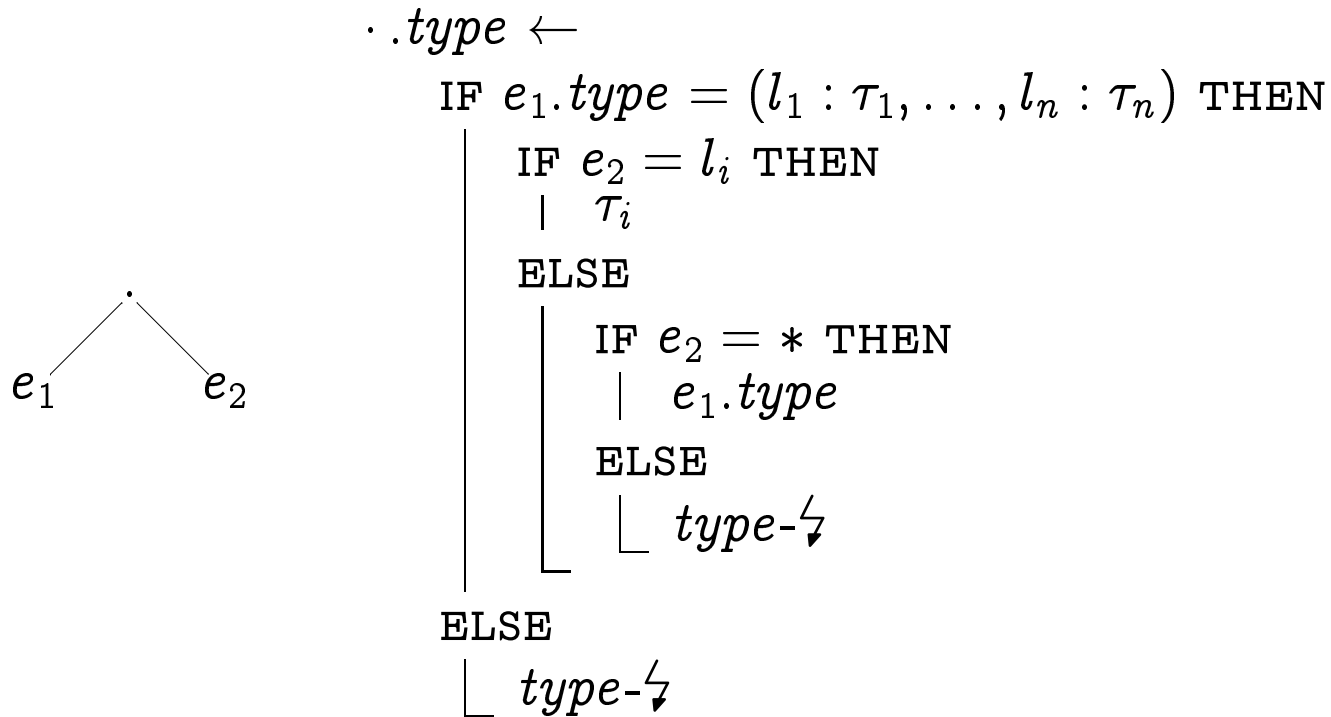 · .type ←
IF e₁.type = (l₁ : τ₁, . . . , lₙ : τₙ) THEN
IF e₂ = lᵢ THEN
τᵢ
ELSE
·
IF e₂ = * THEN
e₁ e₂
e₁.type
ELSE
type-↯
ELSE
type-↯